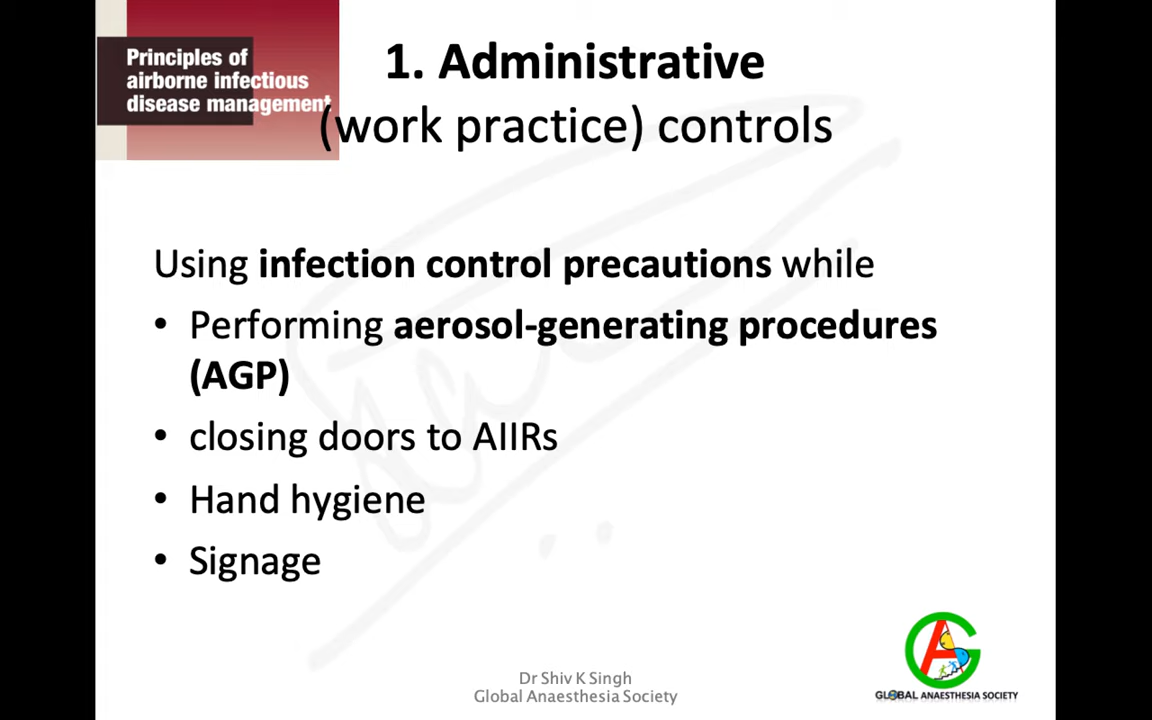 Principles of
airborne infectious
disease management
1. Administrative
(work practice) controls
Using infection control precautions while
• Performing aerosol-generating procedures
(AGP)
• closing doors to AIIRs
• Hand hygiene
• Signage
Dr Shiv K Singh
Global Anaesthesia Society
GLOBAL ANAESTHESIA SOCIETY